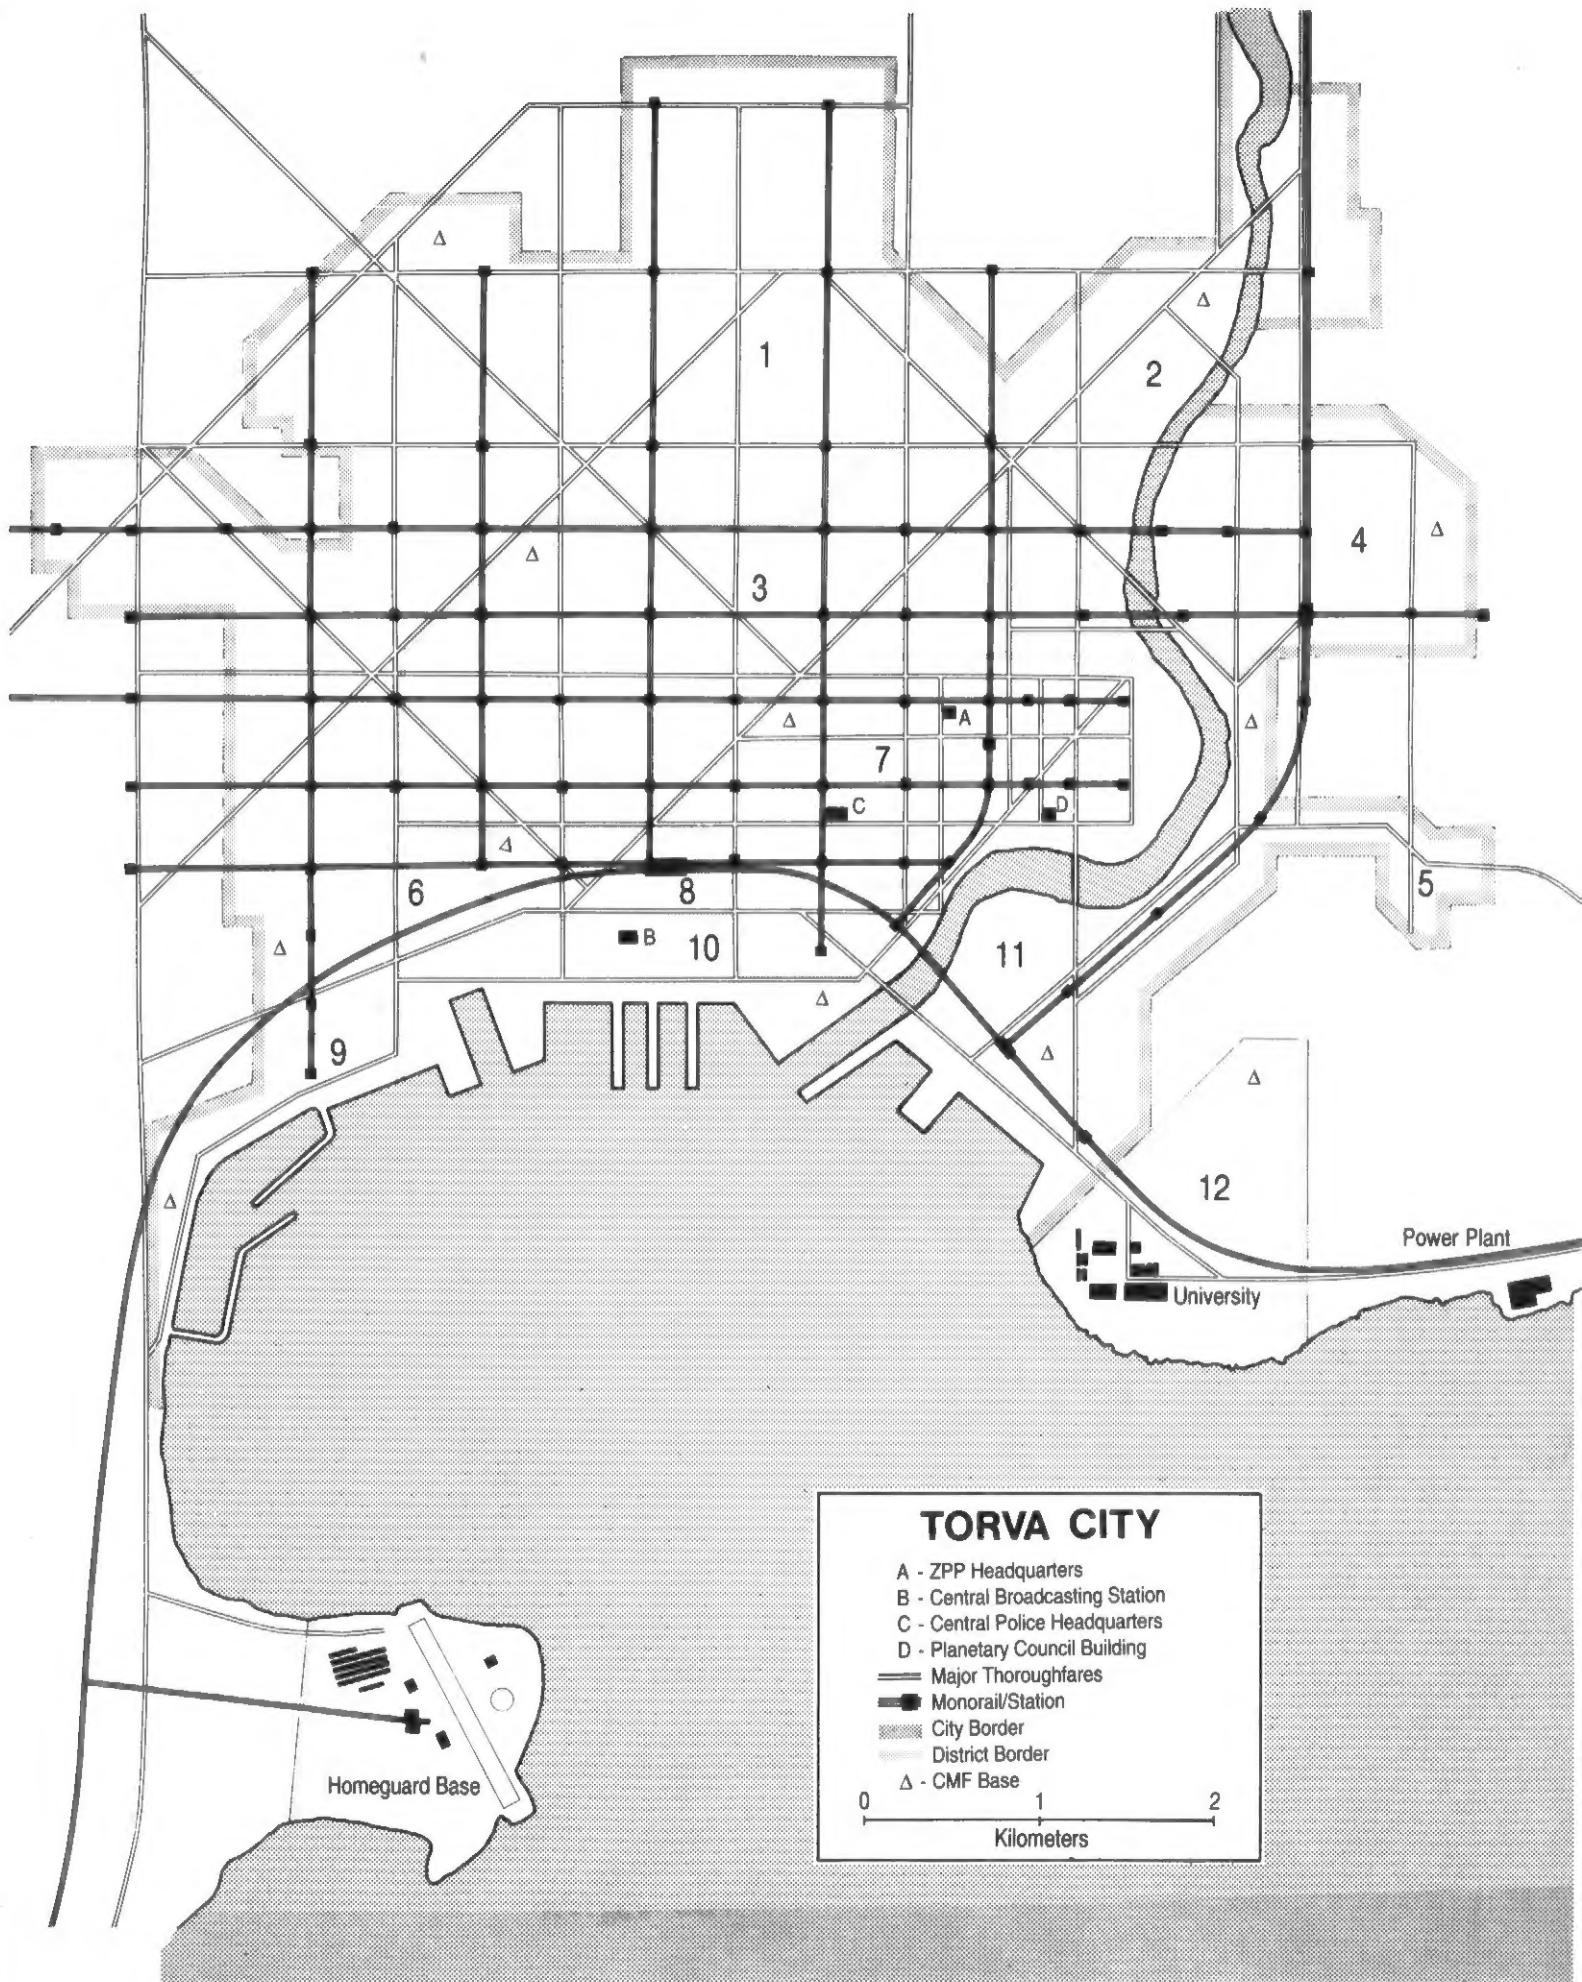 1
2
3
4
A
7
C
D
6
8
5
B
10
11
9
12
Power Plant
University
TORVA CITY
A - ZPP Headquarters
B - Central Broadcasting Station
C - Central Police Headquarters
D - Planetary Council Building
Major Thoroughfares
Monorail/Station
City Border
District Border
Δ - CMF Base
0 1 2
Kilometers
Homeguard Base